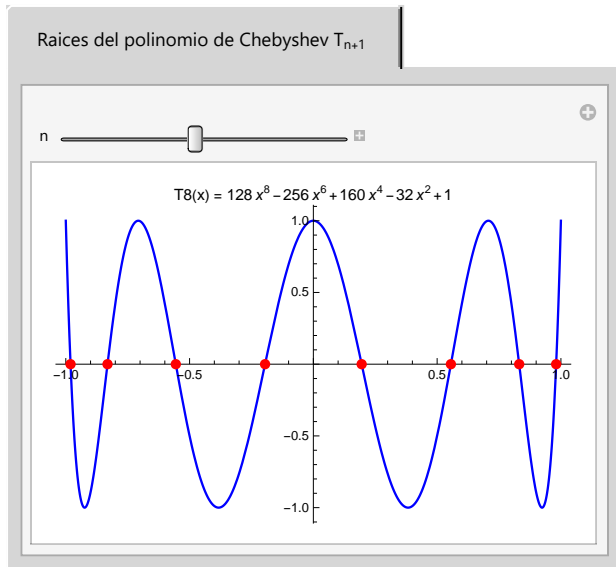 Raices del polinomio de Chebyshev Tₙ₊₁
n
T8(x) = 128 x⁸ − 256 x⁶ + 160 x⁴ − 32 x² + 1
1.0
0.5
−1.0 −0.5 0.5 1.0
−0.5
−1.0